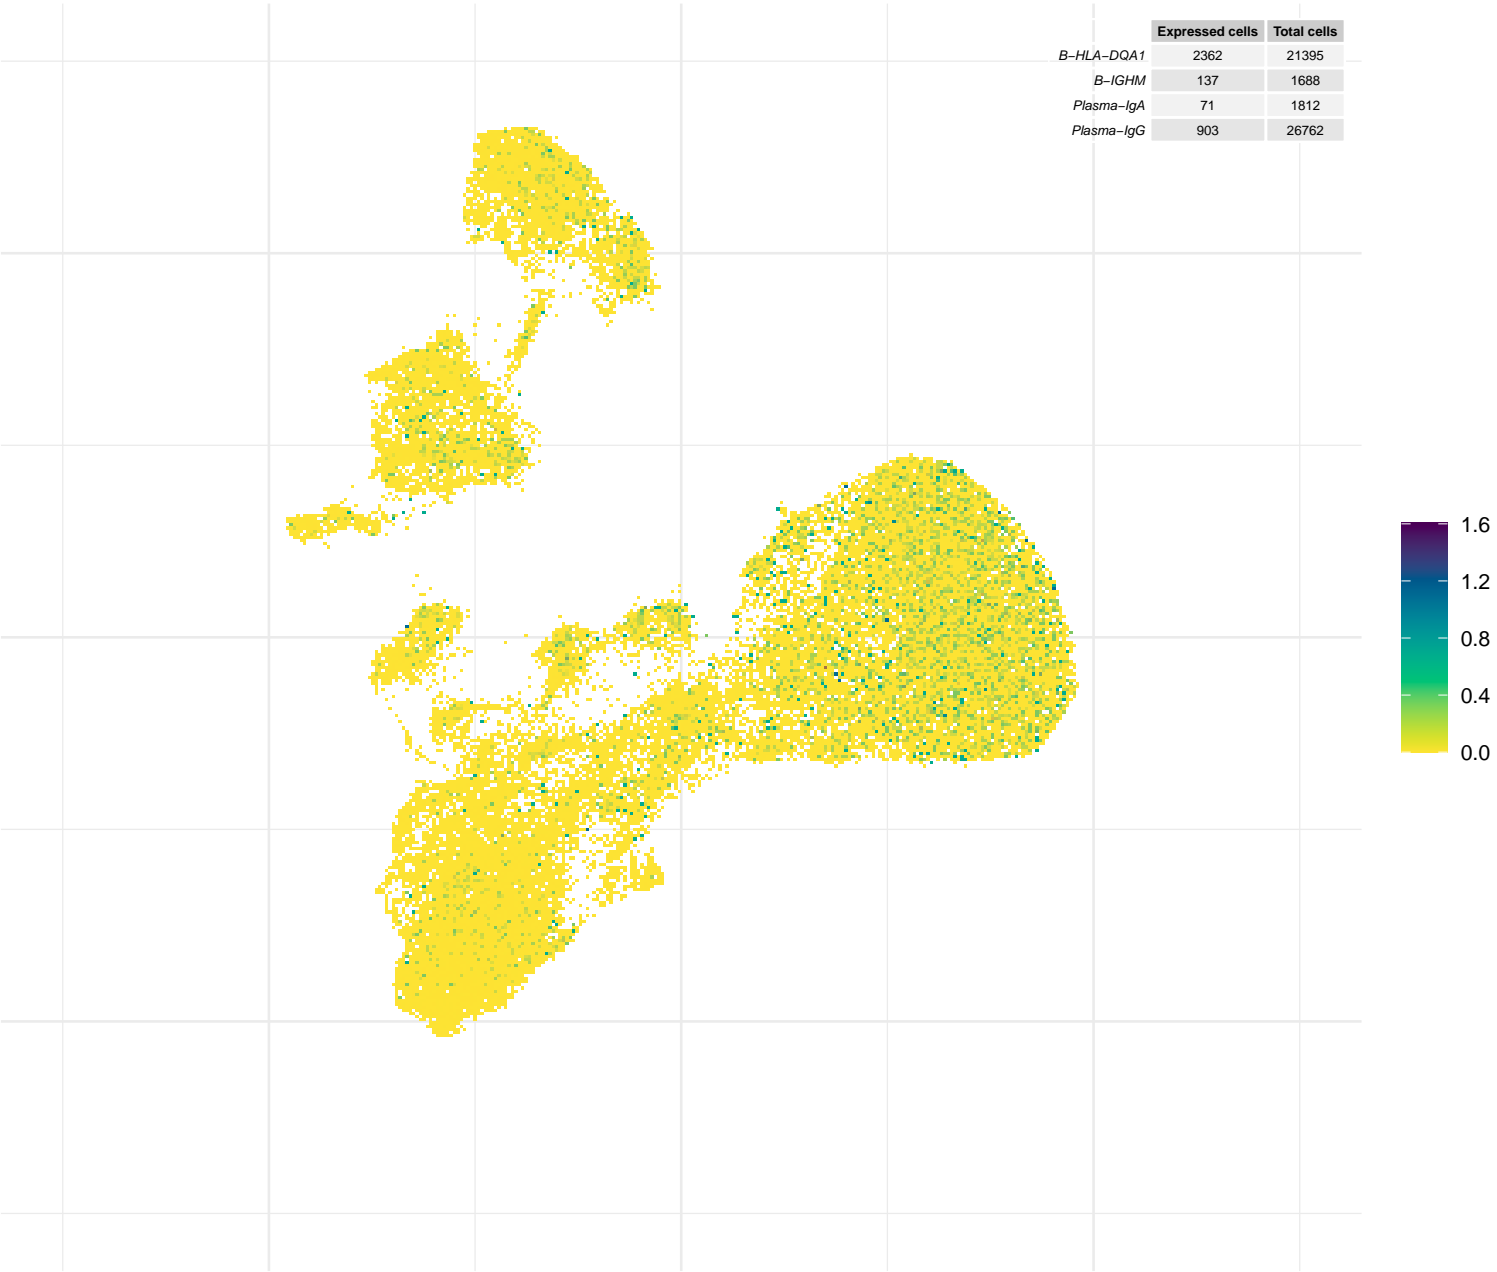 Expressed cells Total cells
B−HLA−DQA1 2362 21395
B−IGHM 137 1688
Plasma−IgA 71 1812
Plasma−IgG 903 26762
1.6
1.2
0.8
0.4
0.0